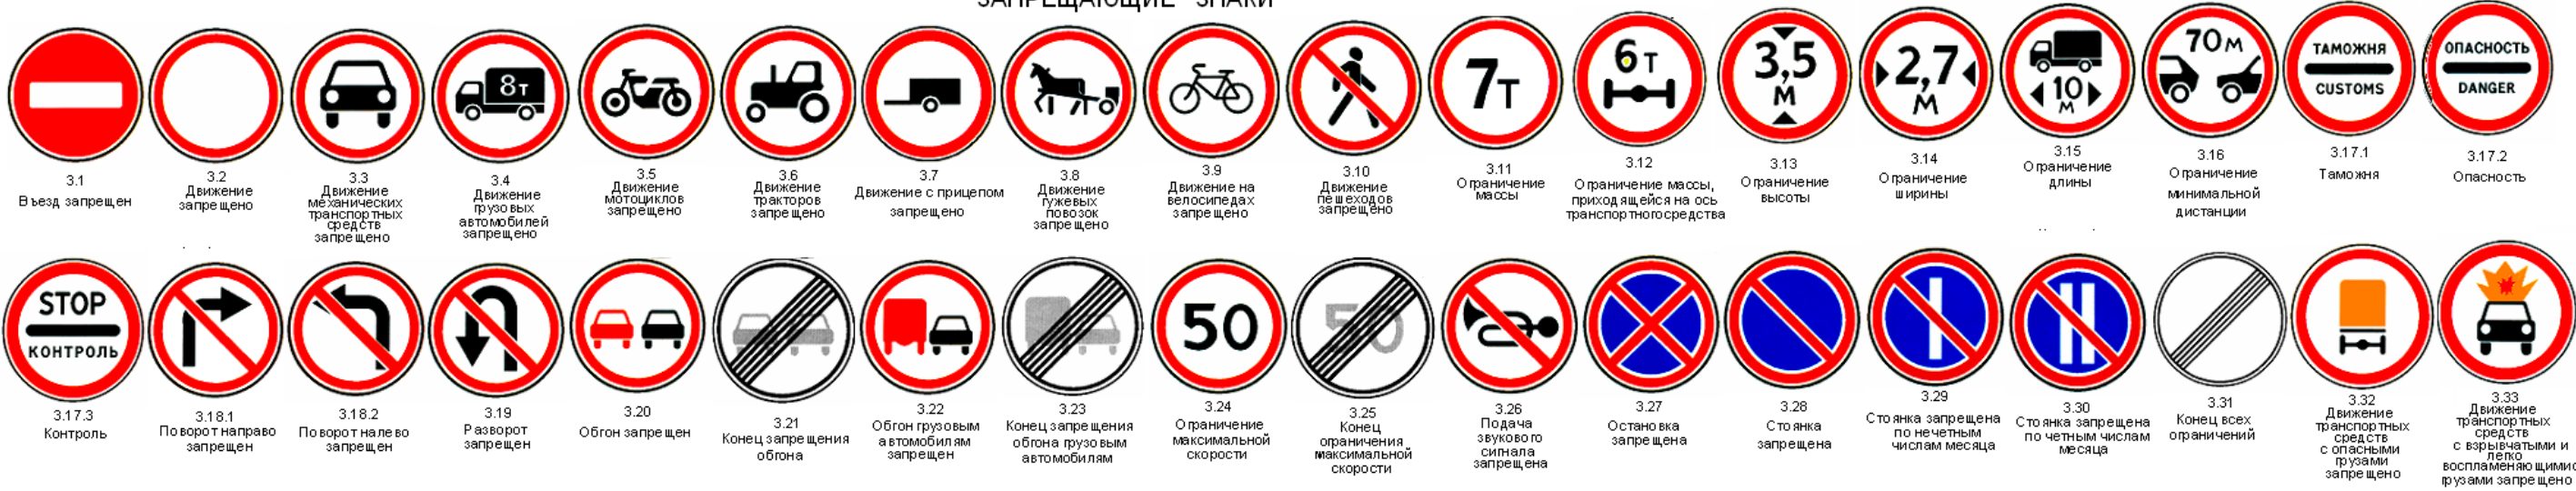 ЗАПРЕЩАЮЩИЕ ЗНАКИ
8т
7т
6т
3,5
м
2,7
м
10
м
70м
ТАМОЖНЯ
CUSTOMS
ОПАСНОСТЬ
DANGER
3.1
Въезд запрещен
3.2
Движение
запрещено
3.3
Движение
механических
транспортных
средств
запрещено
3.4
Движение
грузовых
автомобилей
запрещено
3.5
Движение
мотоциклов
запрещено
3.6
Движение
тракторов
запрещено
3.7
Движение с прицепом
запрещено
3.8
Движение
гужевых
повозок
запрещено
3.9
Движение на
велосипедах
запрещено
3.10
Движение
пешеходов
запрещено
3.11
Ограничение
массы
3.12
Ограничение массы,
приходящейся на ось
транспортного средства
3.13
Ограничение
высоты
3.14
Ограничение
ширины
3.15
Ограничение
длины
3.16
Ограничение
минимальной
дистанции
3.17.1
Таможня
3.17.2
Опасность
STOP
КОНТРОЛЬ
50
50
3.17.3
Контроль
3.18.1
Поворот направо
запрещен
3.18.2
Поворот налево
запрещен
3.19
Разворот
запрещен
3.20
Обгон запрещен
3.21
Конец запрещения
обгона
3.22
Обгон грузовым
автомобилям
запрещен
3.23
Конец запрещения
обгона грузовым
автомобилям
3.24
Ограничение
максимальной
скорости
3.25
Конец
ограничения
максимальной
скорости
3.26
Подача
звукового
сигнала
запрещена
3.27
Остановка
запрещена
3.28
Стоянка
запрещена
3.29
Стоянка запрещена
по нечетным
числам месяца
3.30
Стоянка запрещена
по четным числам
месяца
3.31
Конец всех
ограничений
3.32
Движение
транспортных
средств
с опасными
грузами
запрещено
3.33
Движение
транспортных
средств
с взрывчатыми и
легко
воспламеняющимис
грузами запрещено